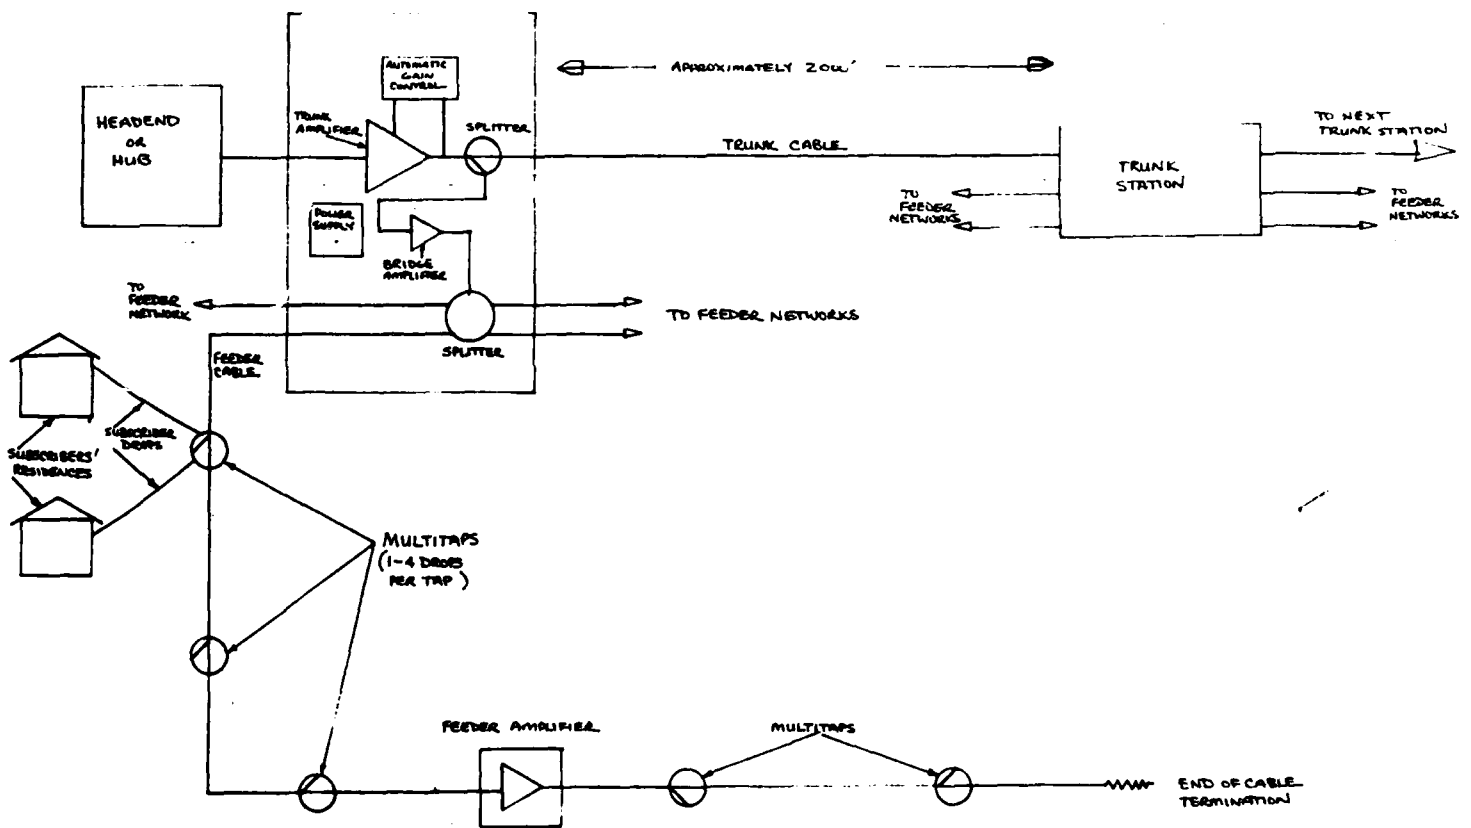 AUTOMATIC
GAIN
CONTROL
APPROXIMATELY 2000'
HEADEND
OR
HUB
TRUNK
AMPLIFIER
SPLITTER
TRUNK CABLE
TRUNK
STATION
TO NEXT
TRUNK STATION
TO
FEEDER
NETWORKS
TO
FEEDER
NETWORKS
POWER
SUPPLY
BRIDGE
AMPLIFIER
TO
FEEDER
NETWORK
TO FEEDER NETWORKS
SPLITTER
FEEDER
CABLE
SUBSCRIBER
DROPS
SUBSCRIBERS'
RESIDENCES
MULTITAPS
(1-4 DROPS
PER TAP)
FEEDER AMPLIFIER
MULTITAPS
END OF CABLE
TERMINATION